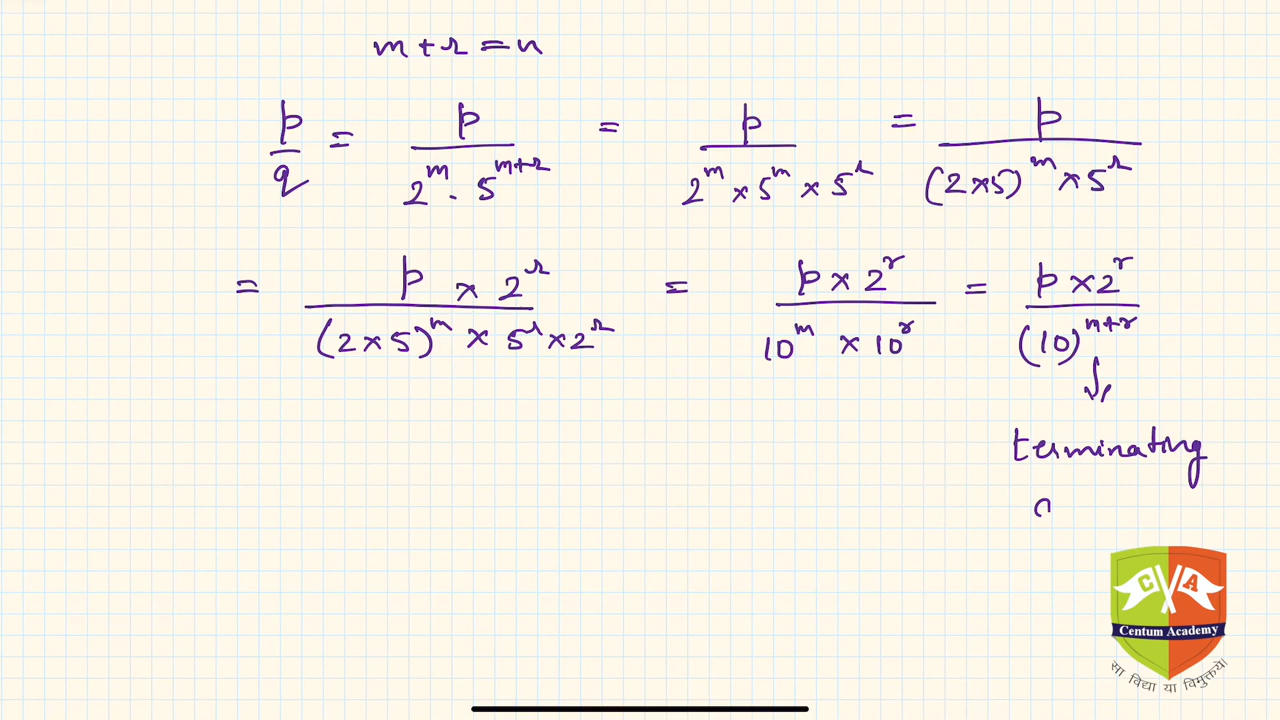 m + r = n
p/q = p/(2^m · 5^(m+r)) = p/(2^m × 5^m × 5^r) = p/((2×5)^m × 5^r)
= (p × 2^r)/((2×5)^m × 5^r × 2^r) = (p × 2^r)/(10^m × 10^r) = (p × 2^r)/(10)^(m+r)
terminating
C A
Centum Academy
सा विद्या या विमुक्तये।